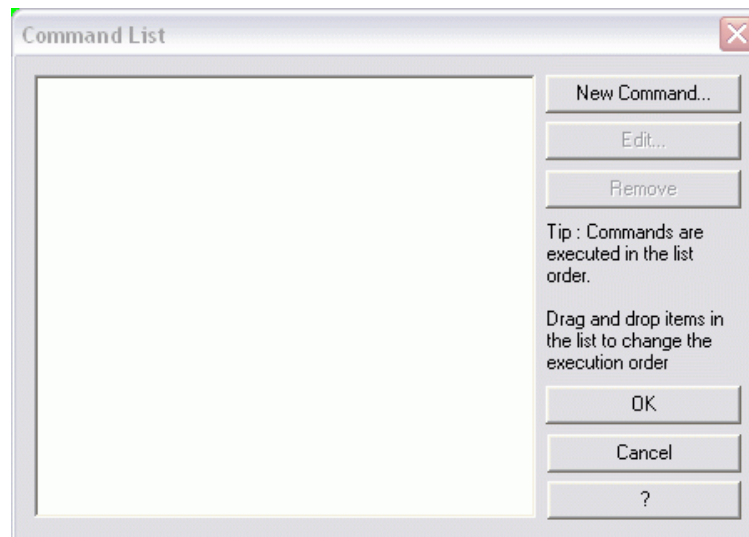 Command List
New Command...
Edit...
Remove
Tip : Commands are
executed in the list
order.
Drag and drop items in
the list to change the
execution order
OK
Cancel
?